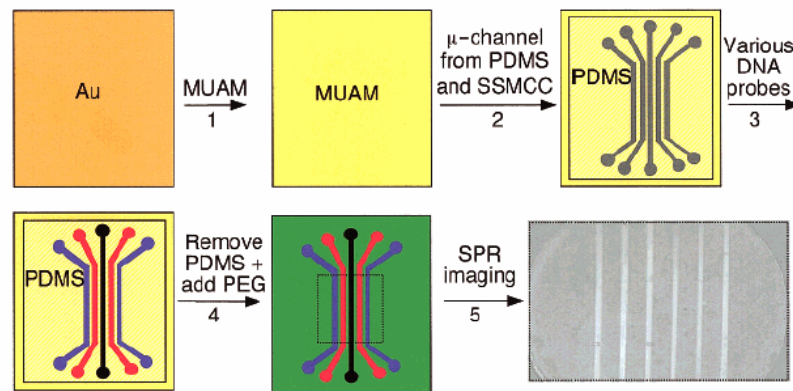 Au
MUAM
1
MUAM
μ-channel
from PDMS
and SSMCC
2
PDMS
Various
DNA
probes
3
PDMS
Remove
PDMS +
add PEG
4
SPR
imaging
5